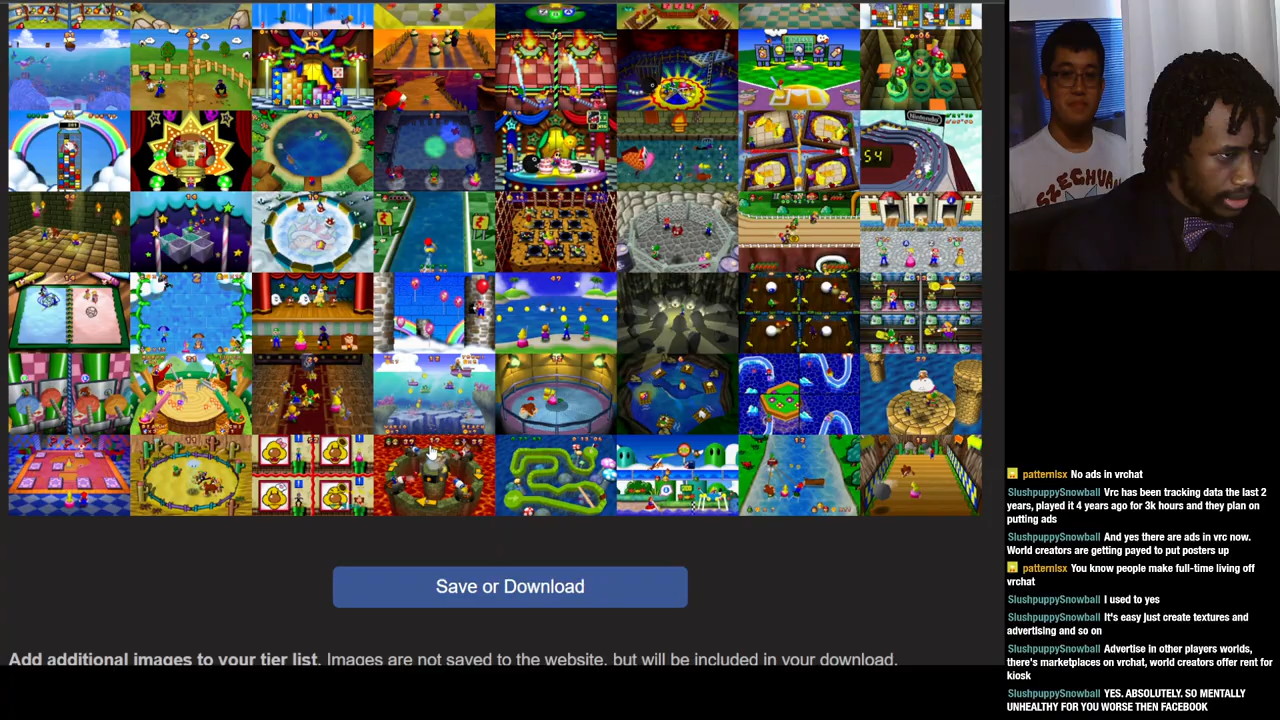 Nintendo
54
SZECHUAN
Save or Download
Add additional images to your tier list. Images are not saved to the website, but will be included in your download.
patternlsx No ads in vrchat
SlushpuppySnowball Vrc has been tracking data the last 2
years, played it 4 years ago for 3k hours and they plan on
putting ads
SlushpuppySnowball And yes there are ads in vrc now.
World creators are getting payed to put posters up
patternlsx You know people make full-time living off
vrchat
SlushpuppySnowball I used to yes
SlushpuppySnowball It's easy just create textures and
advertising and so on
SlushpuppySnowball Advertise in other players worlds,
there's marketplaces on vrchat, world creators offer rent for
kiosk
SlushpuppySnowball YES. ABSOLUTELY. SO MENTALLY
UNHEALTHY FOR YOU WORSE THEN FACEBOOK